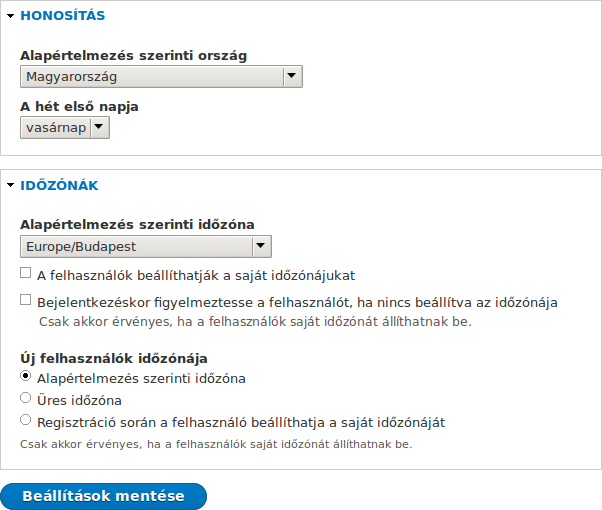 HONOSÍTÁS
Alapértelmezés szerinti ország
Magyarország
A hét első napja
vasárnap
IDŐZÓNÁK
Alapértelmezés szerinti időzóna
Europe/Budapest
A felhasználók beállíthatják a saját időzónájukat
Bejelentkezéskor figyelmeztesse a felhasználót, ha nincs beállítva az időzónája
Csak akkor érvényes, ha a felhasználók saját időzónát állíthatnak be.
Új felhasználók időzónája
Alapértelmezés szerinti időzóna
Üres időzóna
Regisztráció során a felhasználó beállíthatja a saját időzónáját
Csak akkor érvényes, ha a felhasználók saját időzónát állíthatnak be.
Beállítások mentése